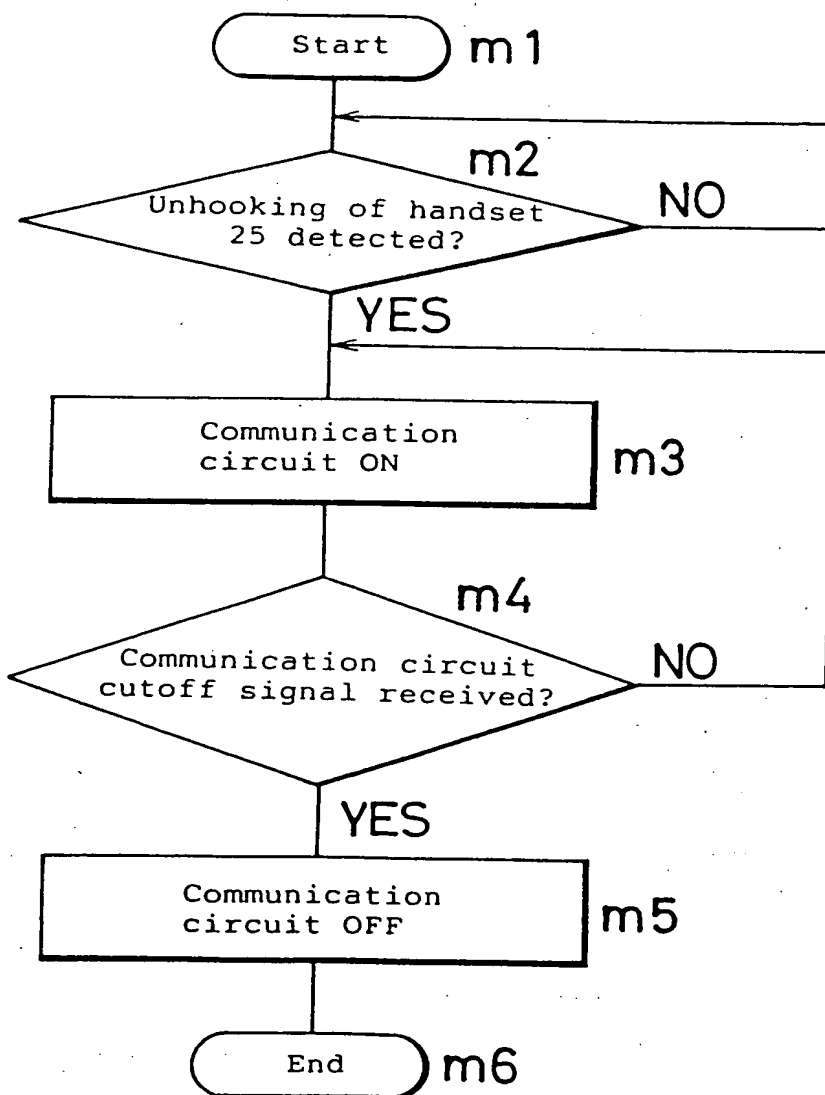 Start m1
m2
Unhooking of handset
25 detected?
NO
YES
Communication
circuit ON
m3
m4
Communication circuit
cutoff signal received?
NO
YES
Communication
circuit OFF
m5
End m6